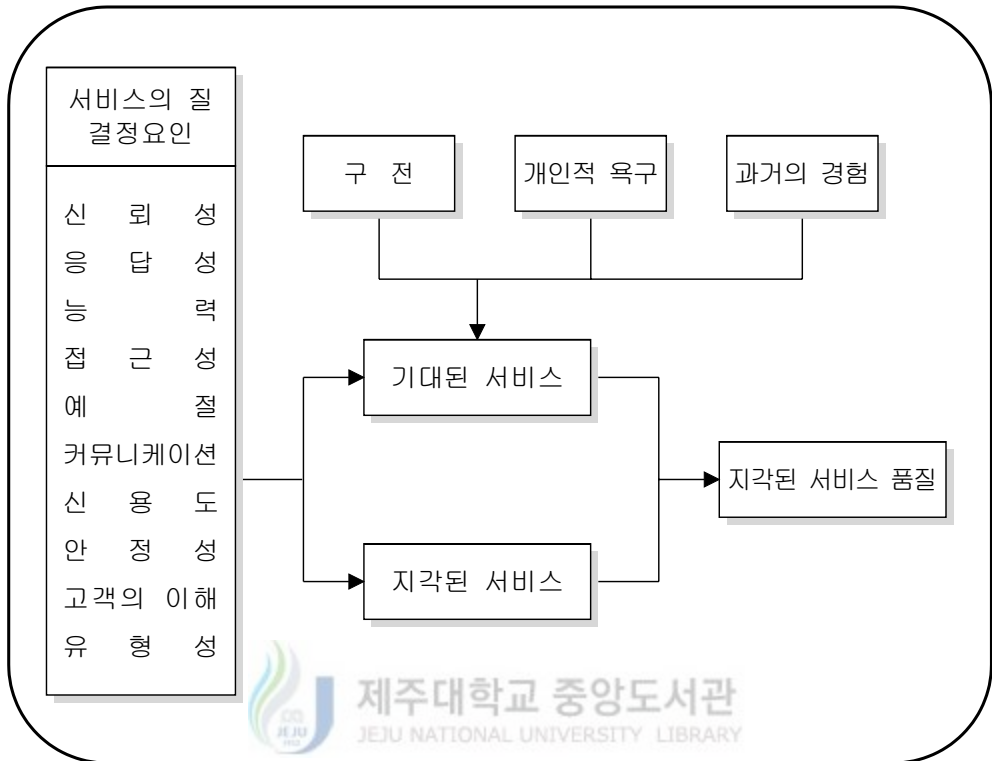 서비스의 질
결정요인
신 뢰 성
응 답 성
능 력
접 근 성
예 절
커뮤니케이션
신 용 도
안 정 성
고객의 이해
유 형 성
구 전
개인적 욕구
과거의 경험
기대된 서비스
지각된 서비스
지각된 서비스 품질
JEJU
1952
제주대학교 중앙도서관
JEJU NATIONAL UNIVERSITY LIBRARY